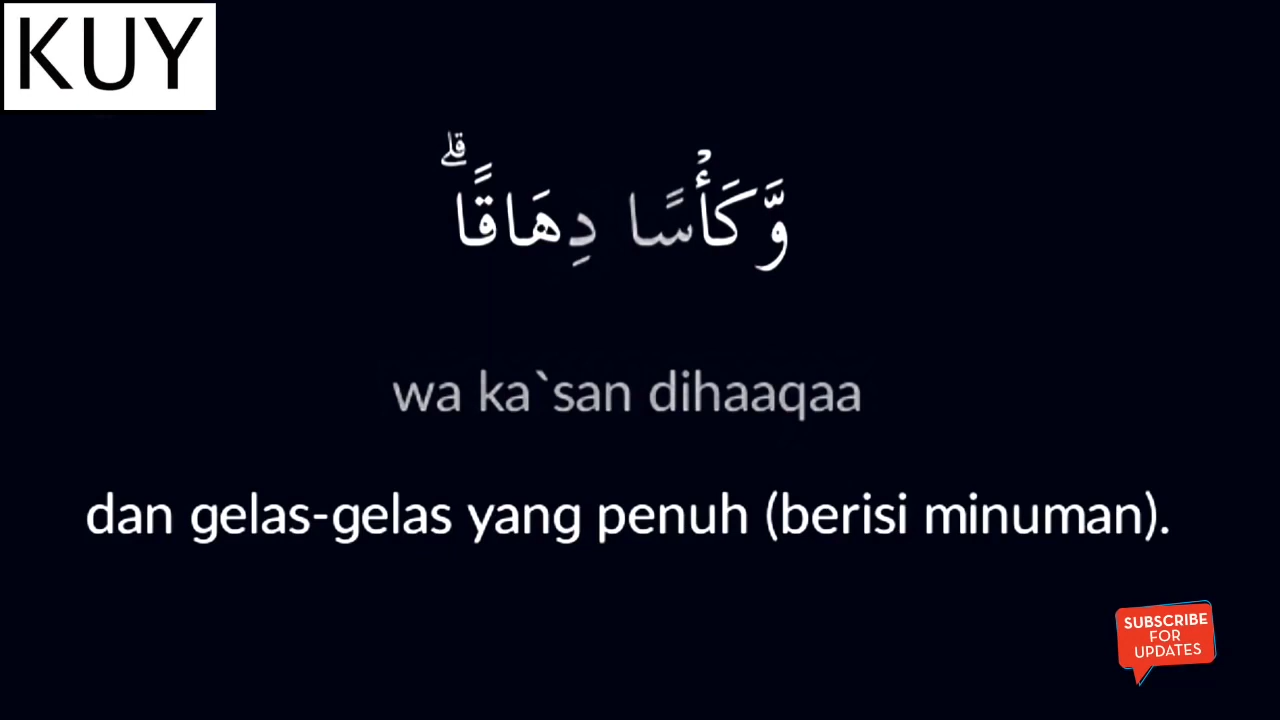 KUY
وَّكَأْسًا دِهَاقًاۗ
wa ka`san dihaaqaa
dan gelas-gelas yang penuh (berisi minuman).
SUBSCRIBE
FOR
UPDATES